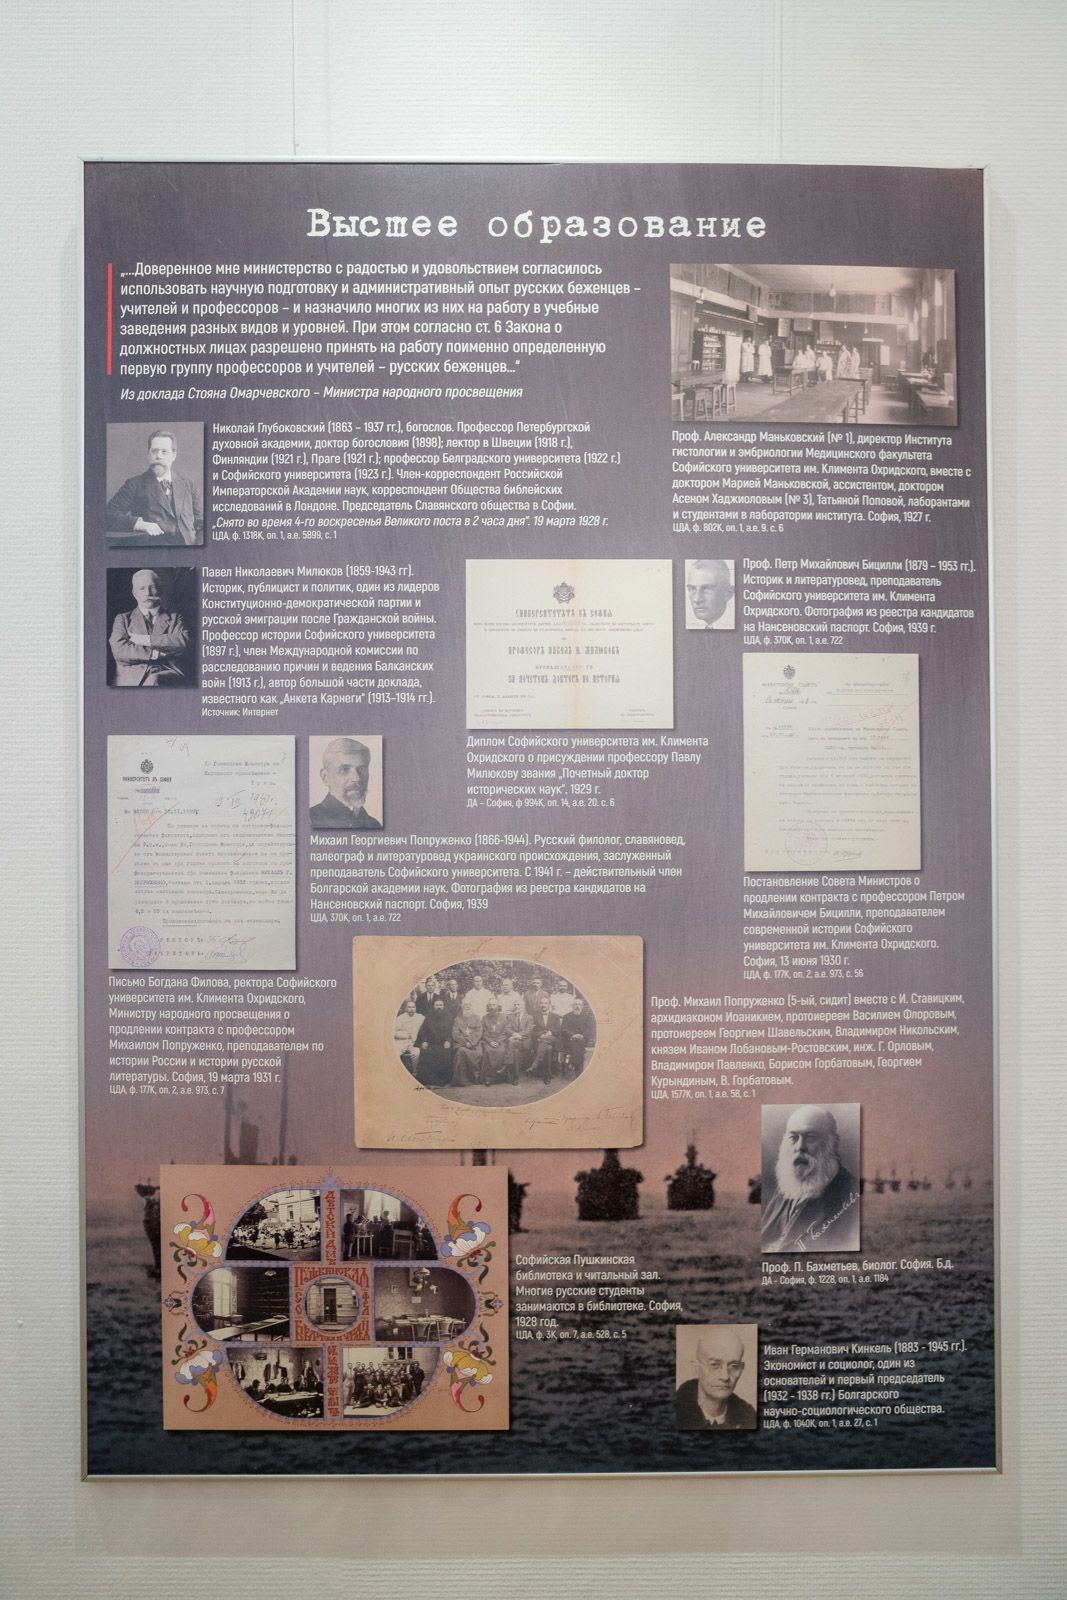 Высшее образование
„...Доверенное мне министерство с радостью и удовольствием согласилось
использовать научную подготовку и административный опыт русских беженцев –
учителей и профессоров – и назначило многих из них на работу в учебные
заведения разных видов и уровней. При этом согласно ст. 6 Закона о
должностных лицах разрешено принять на работу поименно определенную
первую группу профессоров и учителей – русских беженцев...“
Из доклада Стояна Омарчевского – Министра народного просвещения
Проф. Александр Маньковский (№ 1), директор Института
гистологии и эмбриологии Медицинского факультета
Софийского университета им. Климента Охридского, вместе с
доктором Марией Маньковской, ассистентом, доктором
Асеном Хаджиоловым (№ 3), Татьяной Поповой, лаборантами
и студентами в лаборатории института. София, 1927 г.
ЦДА, ф. 802К, оп. 1, а.е. 9. с. 6
Николай Глубоковский (1863 – 1937 гг.), богослов. Профессор Петербургской
духовной академии, доктор богословия (1898); лектор в Швеции (1918 г.),
Финляндии (1921 г.), Праге (1921 г.); профессор Белградского университета (1922 г.)
и Софийского университета (1923 г.). Член-корреспондент Российской
Императорской Академии наук, корреспондент Общества библейских
исследований в Лондоне. Председатель Славянского общества в Софии.
„Снято во время 4-го воскресенья Великого поста в 2 часа дня“. 19 марта 1928 г.
ЦДА, ф. 1318К, оп. 1, а.е. 5899, с. 1
Павел Николаевич Милюков (1859-1943 гг.).
Историк, публицист и политик, один из лидеров
Конституционно-демократической партии и
русской эмиграции после Гражданской войны.
Профессор истории Софийского университета
(1897 г.), член Международной комиссии по
расследованию причин и ведения Балканских
войн (1913 г.), автор большой части доклада,
известного как „Анкета Карнеги“ (1913–1914 гг.).
Источник: Интернет
УНИВЕРСИТЕТЪТЪ ВЪ СОФИЯ
ПРОФЕСОРЪ ПАВЕЛЪ Н. МИЛЮКОВЪ
ЗА ПОЧЕТЕНЪ ДОКТОРЪ ПО ИСТОРИЯ
Диплом Софийского университета им. Климента
Охридского о присуждении профессору Павлу
Милюкову звания „Почетный доктор
исторических наук“. 1929 г.
ДА – София, ф 994К, оп. 14, а.е. 20. с. 6
Проф. Петр Михайлович Бицилли (1879 – 1953 гг.).
Историк и литературовед, преподаватель
Софийского университета им. Климента
Охридского. Фотография из реестра кандидатов
на Нансеновский паспорт. София, 1939 г.
ЦДА, ф. 370К, оп. 1, а.е. 722
Постановление Совета Министров о
продлении контракта с профессором Петром
Михайловичем Бицилли, преподавателем
современной истории Софийского
университета им. Климента Охридского.
София, 13 июня 1930 г.
ЦДА, ф. 177К, оп. 2, а.е. 973, с. 56
Михаил Георгиевич Попруженко (1866-1944). Русский филолог, славяновед,
палеограф и литературовед украинского происхождения, заслуженный
преподаватель Софийского университета. С 1941 г. – действительный член
Болгарской академии наук. Фотография из реестра кандидатов на
Нансеновский паспорт. София, 1939
ЦДА, 370К, оп. 1, а.е. 722
Письмо Богдана Филова, ректора Софийского
университета им. Климента Охридского,
Министру народного просвещения о
продлении контракта с профессором
Михаилом Попруженко, преподавателем по
истории России и истории русской
литературы. София, 19 марта 1931 г.
ЦДА, ф. 177К, оп. 2, а.е. 973, с. 7
Проф. Михаил Попруженко (5-ый, сидит) вместе с И. Ставицким,
архидиаконом Иоаникием, протоиереем Василием Флоровым,
протоиереем Георгием Шавельским, Владимиром Никольским,
князем Иваном Лобановым-Ростовским, инж. Г. Орловым,
Владимиром Павленко, Борисом Горбатовым, Георгием
Курындиным, В. Горбатовым.
ЦДА, 1577К, оп. 1, а.е. 58, с. 1
Проф. П. Бахметьев, биолог. София. Б.д.
ДА - София, ф. 1228, оп. 1, а.е. 1184
Софийская Пушкинская
библиотека и читальный зал.
Многие русские студенты
занимаются в библиотеке. София,
1928 год.
ЦДА, ф. 3К, оп. 7, а.е. 528, с. 5
Иван Германович Кинкель (1883 - 1945 гг.).
Экономист и социолог, один из
основателей и первый председатель
(1932 - 1938 гг.) Болгарского
научно-социологического общества.
ЦДА, ф. 1040К, оп. 1, а.е. 27, с. 1